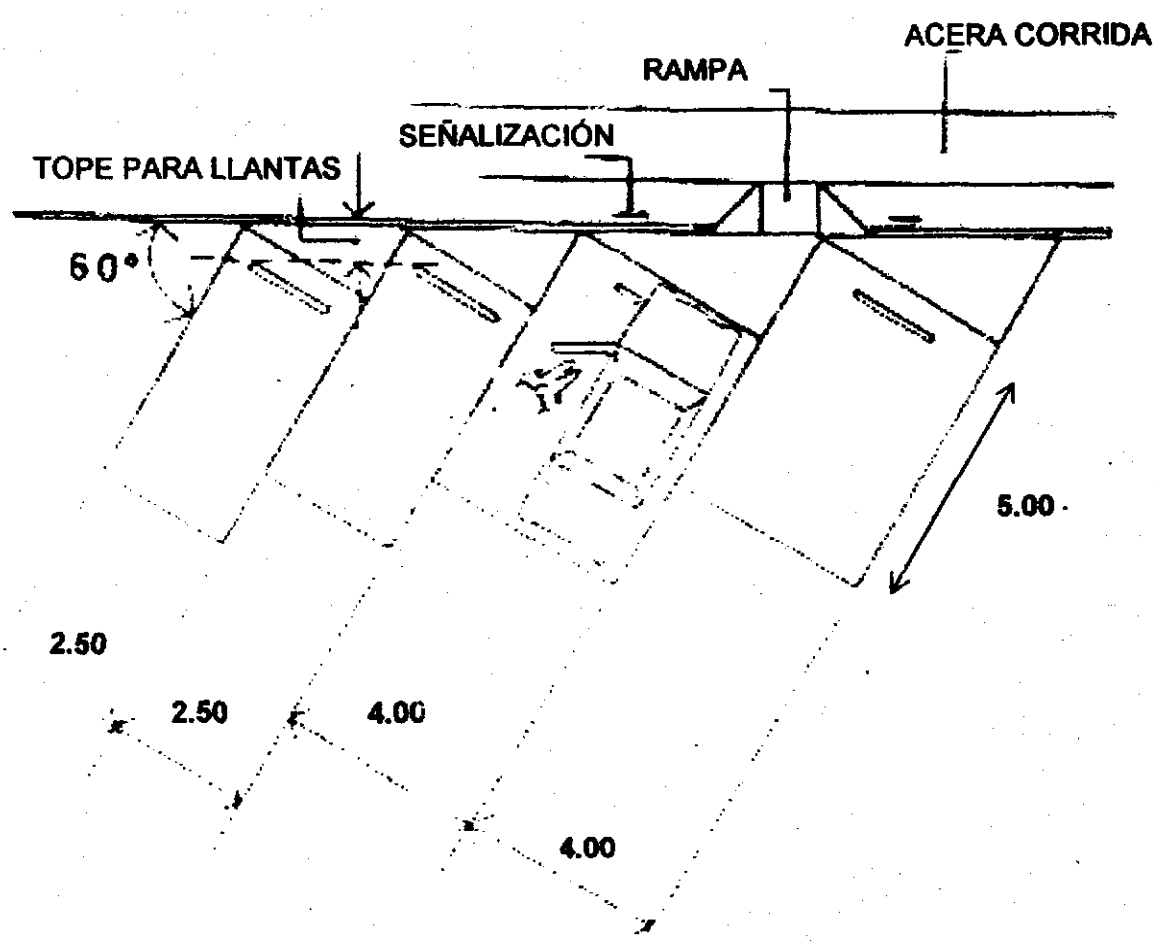 ACERA CORRIDA
RAMPA
SEÑALIZACIÓN
TOPE PARA LLANTAS
60°
5.00
2.50
2.50
4.00
4.00